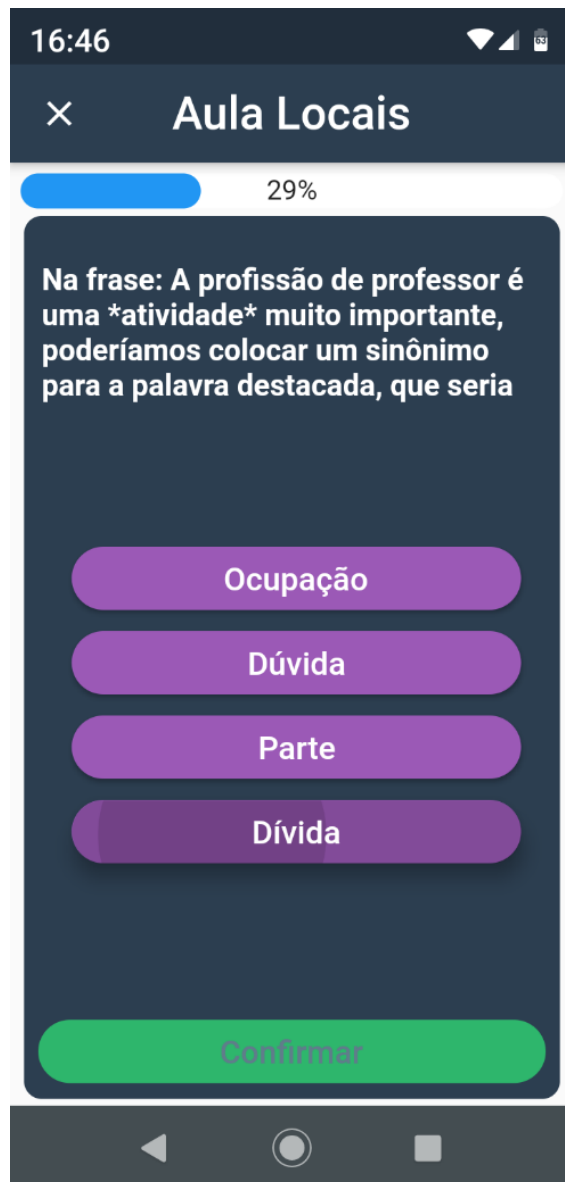 16:46
63
Aula Locais
29%
Na frase: A profissão de professor é
uma *atividade* muito importante,
poderíamos colocar um sinônimo
para a palavra destacada, que seria
Ocupação
Dúvida
Parte
Dívida
Confirmar